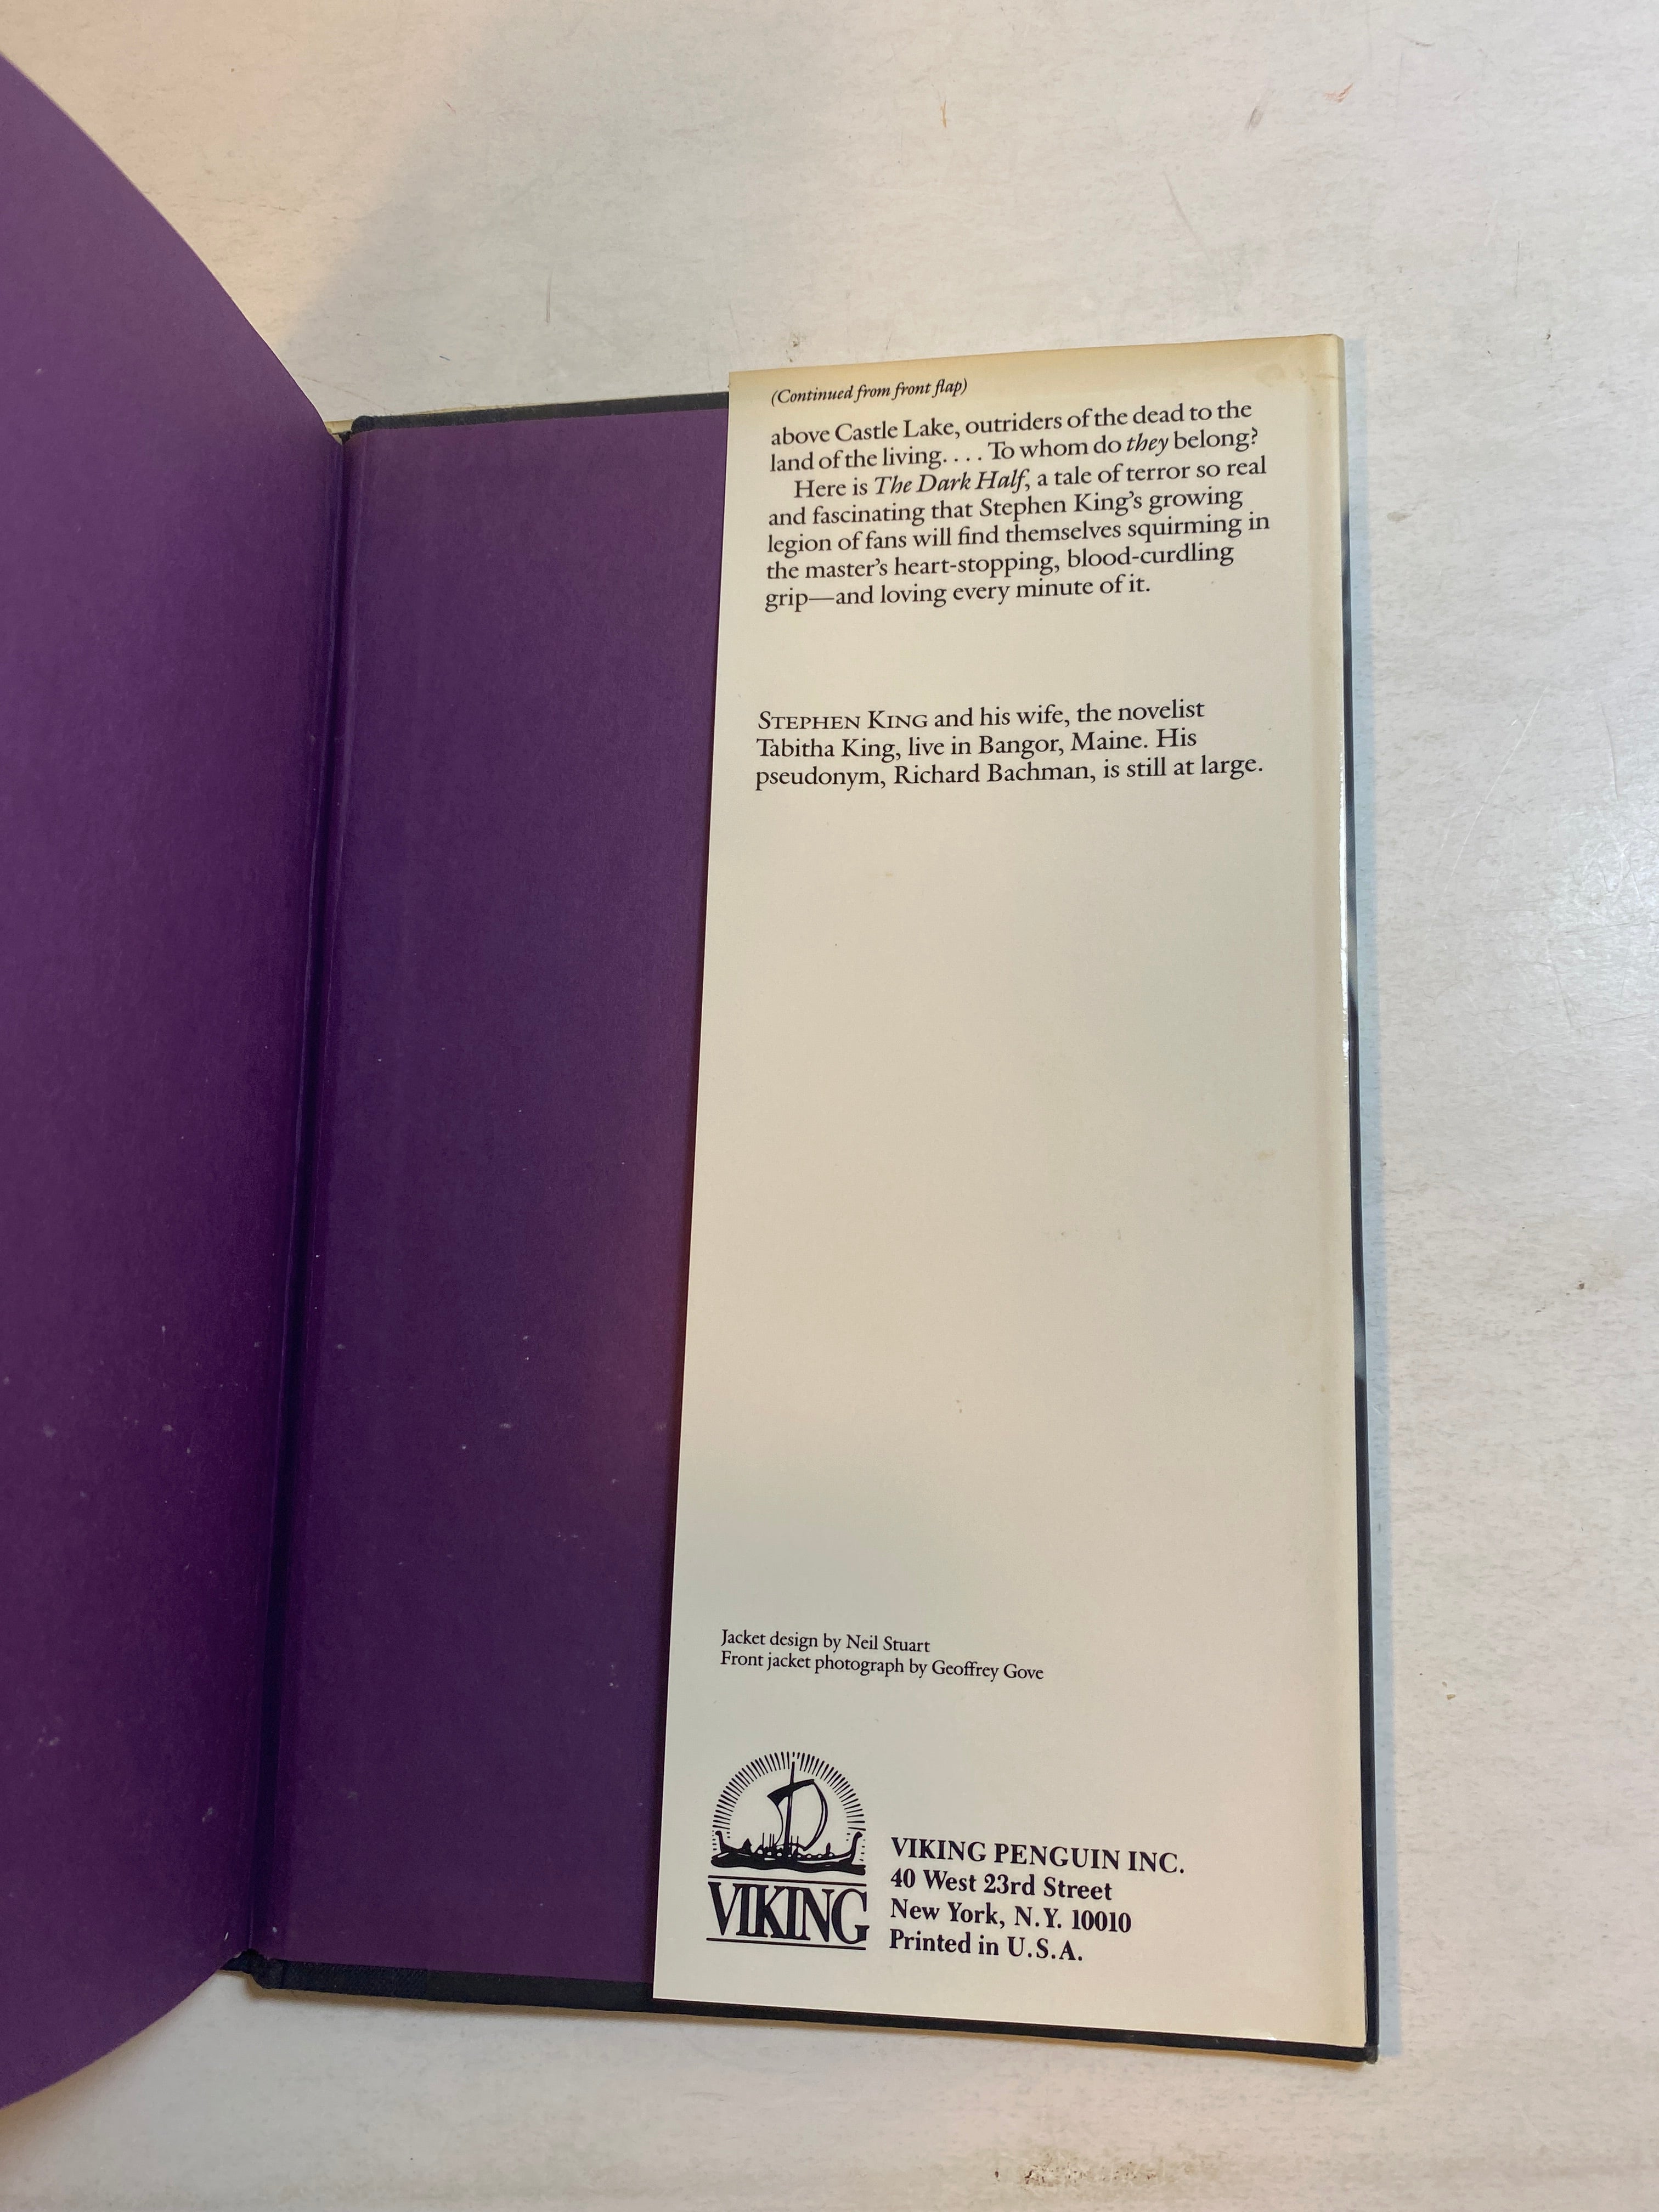 (Continued from front flap)
above Castle Lake, outriders of the dead to the
land of the living. . . . To whom do they belong?
Here is The Dark Half, a tale of terror so real
and fascinating that Stephen King’s growing
legion of fans will find themselves squirming in
the master’s heart-stopping, blood-curdling
grip—and loving every minute of it.
STEPHEN KING and his wife, the novelist
Tabitha King, live in Bangor, Maine. His
pseudonym, Richard Bachman, is still at large.
Jacket design by Neil Stuart
Front jacket photograph by Geoffrey Gove
VIKING
VIKING PENGUIN INC.
40 West 23rd Street
New York, N.Y. 10010
Printed in U.S.A.